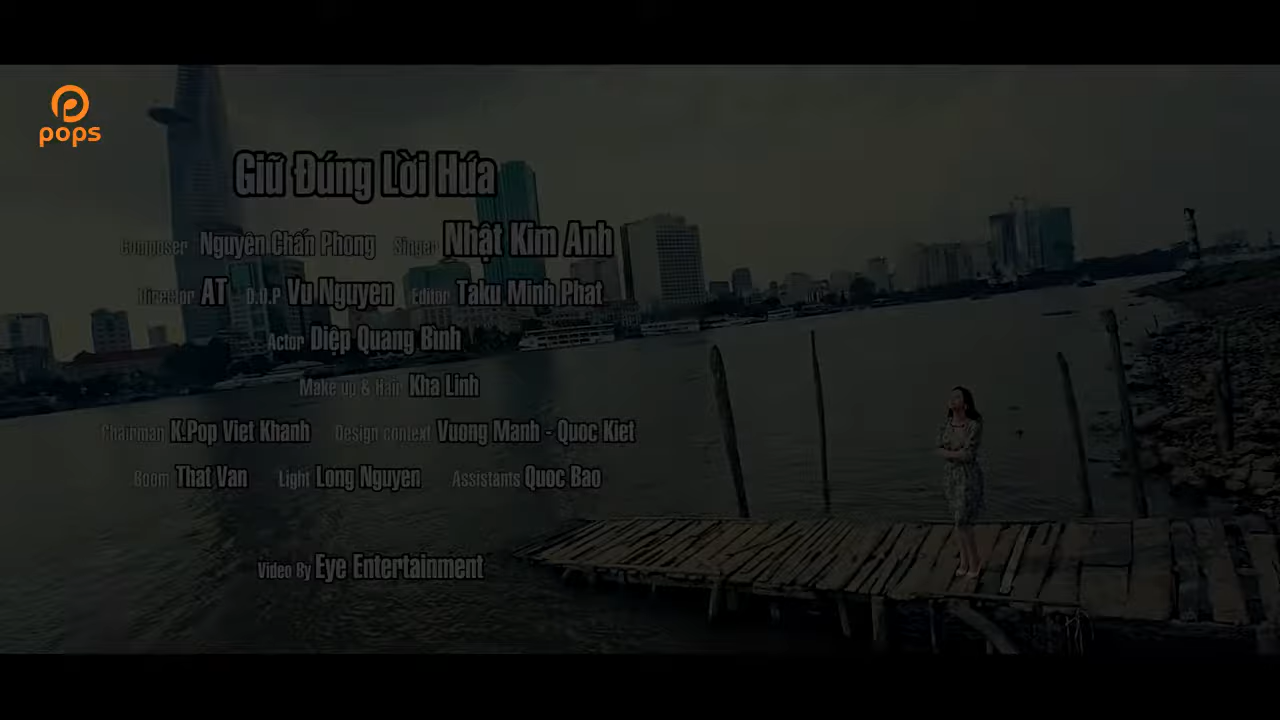 pops
Giữ Đúng Lời Hứa
Composer Nguyên Chấn Phong Singer Nhật Kim Anh
Director AT D.O.P Vu Nguyen Editor Taku Minh Phat
Actor Diệp Quang Bình
Make up & Hair Kha Linh
Chairman K.Pop Viet Khanh Design context Vuong Manh - Quoc Kiet
Boom That Van Light Long Nguyen Assistants Quoc Bao
Video By Eye Entertainment